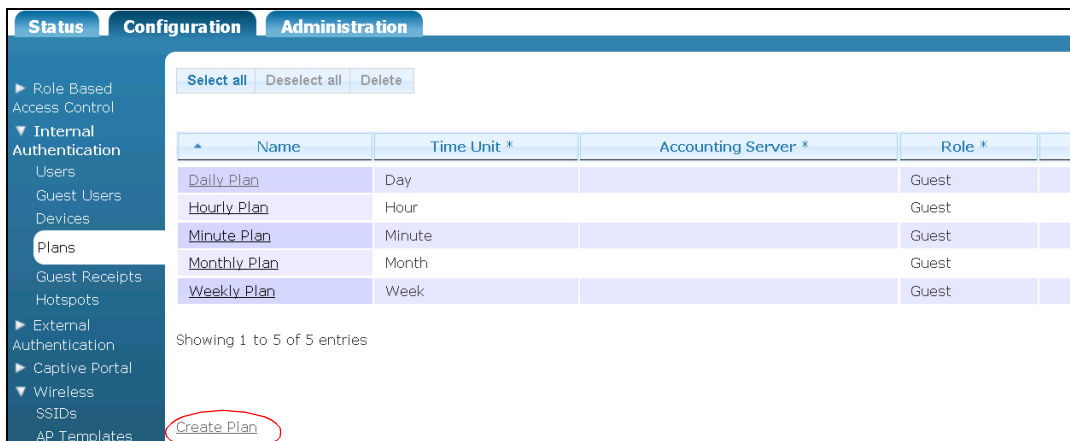 Status Configuration Administration
Select all Deselect all Delete
Role Based
Access Control
Internal
Authentication
Users
Guest Users
Devices
Plans
Guest Receipts
Hotspots
External
Authentication
Captive Portal
Wireless
SSIDs
AP Templates
Name Time Unit * Accounting Server * Role *
Daily Plan Day Guest
Hourly Plan Hour Guest
Minute Plan Minute Guest
Monthly Plan Month Guest
Weekly Plan Week Guest
Showing 1 to 5 of 5 entries
Create Plan